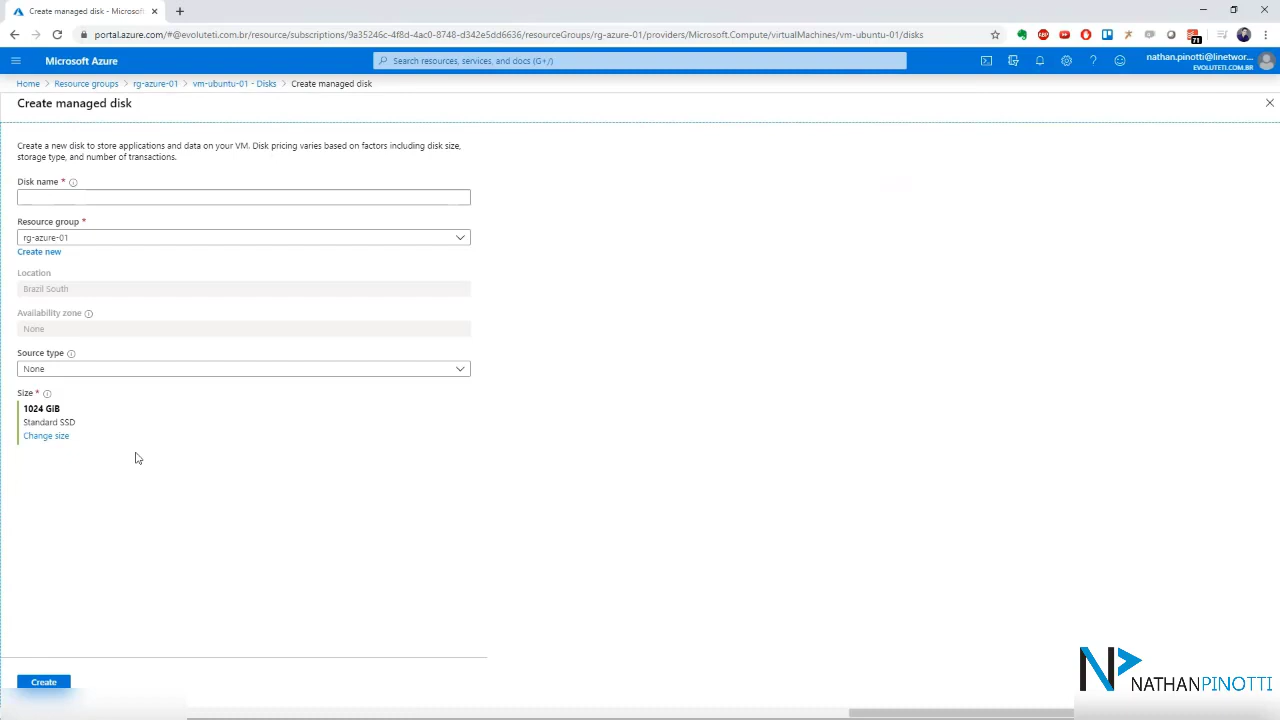 Create managed disk - Microsoft
portal.azure.com/#@evoluteti.com.br/resource/subscriptions/9a35246c-4f8d-4ac0-8748-d342e5dd6636/resourceGroups/rg-azure-01/providers/Microsoft.Compute/virtualMachines/vm-ubuntu-01/disks
71
Microsoft Azure
Search resources, services, and docs (G+/)
nathan.pinotti@linetwor...
EVOLUTETI.COM.BR
Home > Resource groups > rg-azure-01 > vm-ubuntu-01 - Disks > Create managed disk
Create managed disk
Create a new disk to store applications and data on your VM. Disk pricing varies based on factors including disk size,
storage type, and number of transactions.
Disk name *
Resource group *
rg-azure-01
Create new
Location
Brazil South
Availability zone
None
Source type
None
Size *
1024 GiB
Standard SSD
Change size
Create
NATHANPINOTTI